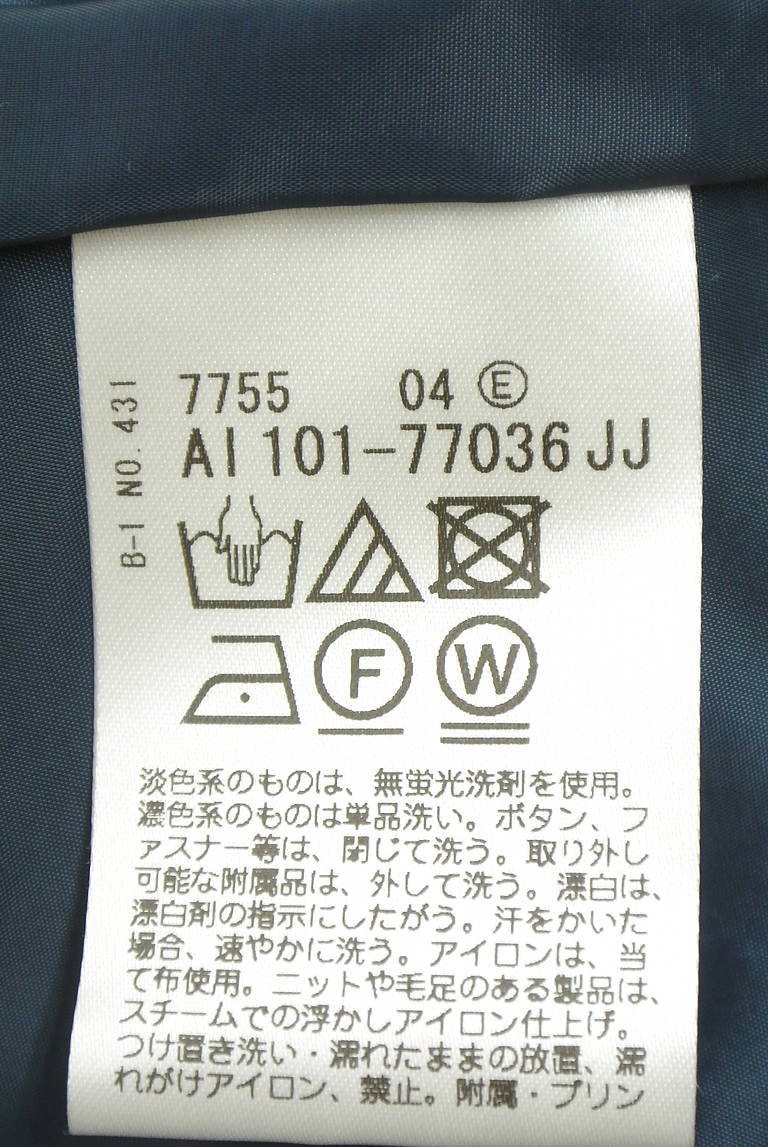 7755 04 Ⓔ
AI 101-77036 JJ
B-1 NO. 431
F W
淡色系のものは、無蛍光洗剤を使用。
濃色系のものは単品洗い。ボタン、フ
ァスナー等は、閉じて洗う。取り外し
可能な附属品は、外して洗う。漂白は、
漂白剤の指示にしたがう。汗をかいた
場合、速やかに洗う。アイロンは、当
て布使用。ニットや毛足のある製品は、
スチームでの浮かしアイロン仕上げ。
つけ置き洗い・濡れたままの放置、濡
れがけアイロン、禁止。附属・プリン